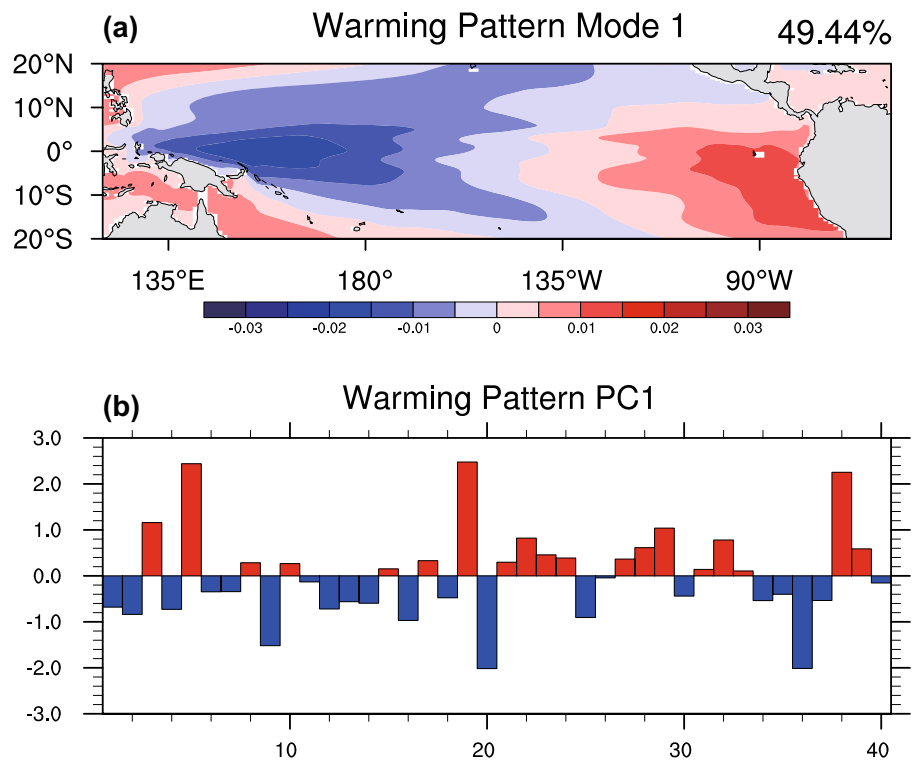 (a) Warming Pattern Mode 1 49.44%
20°N
10°N
0°
10°S
20°S
135°E 180° 135°W 90°W
-0.03 -0.02 -0.01 0 0.01 0.02 0.03
(b) Warming Pattern PC1
3.0
2.0
1.0
0.0
-1.0
-2.0
-3.0
10 20 30 40